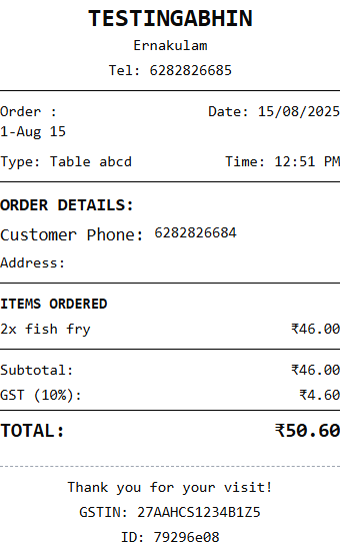 TESTINGABHIN
Ernakulam
Tel: 6282826685
Order : Date: 15/08/2025
1-Aug 15
Type: Table abcd Time: 12:51 PM
ORDER DETAILS:
Customer Phone: 6282826684
Address:
ITEMS ORDERED
2x fish fry ₹46.00
Subtotal: ₹46.00
GST (10%): ₹4.60
TOTAL: ₹50.60
Thank you for your visit!
GSTIN: 27AAHCS1234B1Z5
ID: 79296e08